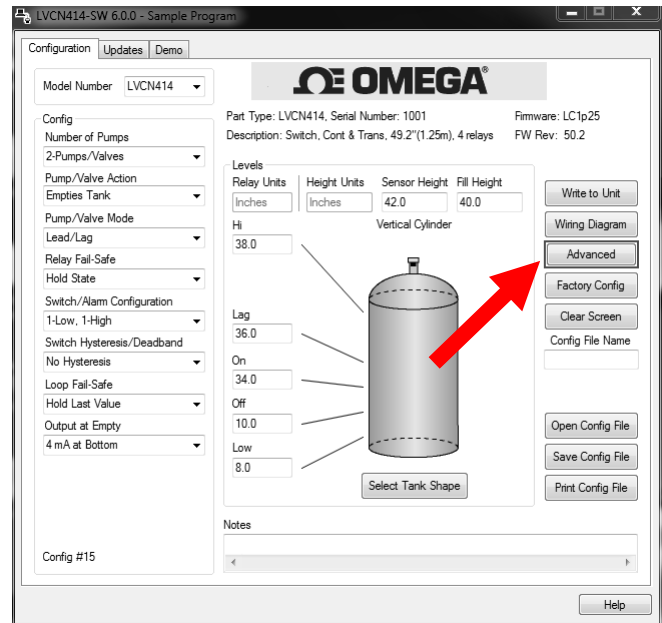 LVCN414-SW 6.0.0 - Sample Program
Configuration Updates Demo
Model Number LVCN414
Config
Number of Pumps
2-Pumps/Valves
Pump/Valve Action
Empties Tank
Pump/Valve Mode
Lead/Lag
Relay Fail-Safe
Hold State
Switch/Alarm Configuration
1-Low, 1-High
Switch Hysteresis/Deadband
No Hysteresis
Loop Fail-Safe
Hold Last Value
Output at Empty
4 mA at Bottom
Config #15
Ω OMEGA®
Part Type: LVCN414, Serial Number: 1001 Firmware: LC1p25
Description: Switch, Cont & Trans, 49.2"(1.25m), 4 relays FW Rev: 50.2
Levels
Relay Units Height Units Sensor Height Fill Height
Inches Inches 42.0 40.0
Hi Vertical Cylinder
38.0
Lag
36.0
On
34.0
Off
10.0
Low
8.0
Select Tank Shape
Write to Unit
Wiring Diagram
Advanced
Factory Config
Clear Screen
Config File Name
Open Config File
Save Config File
Print Config File
Notes
Help